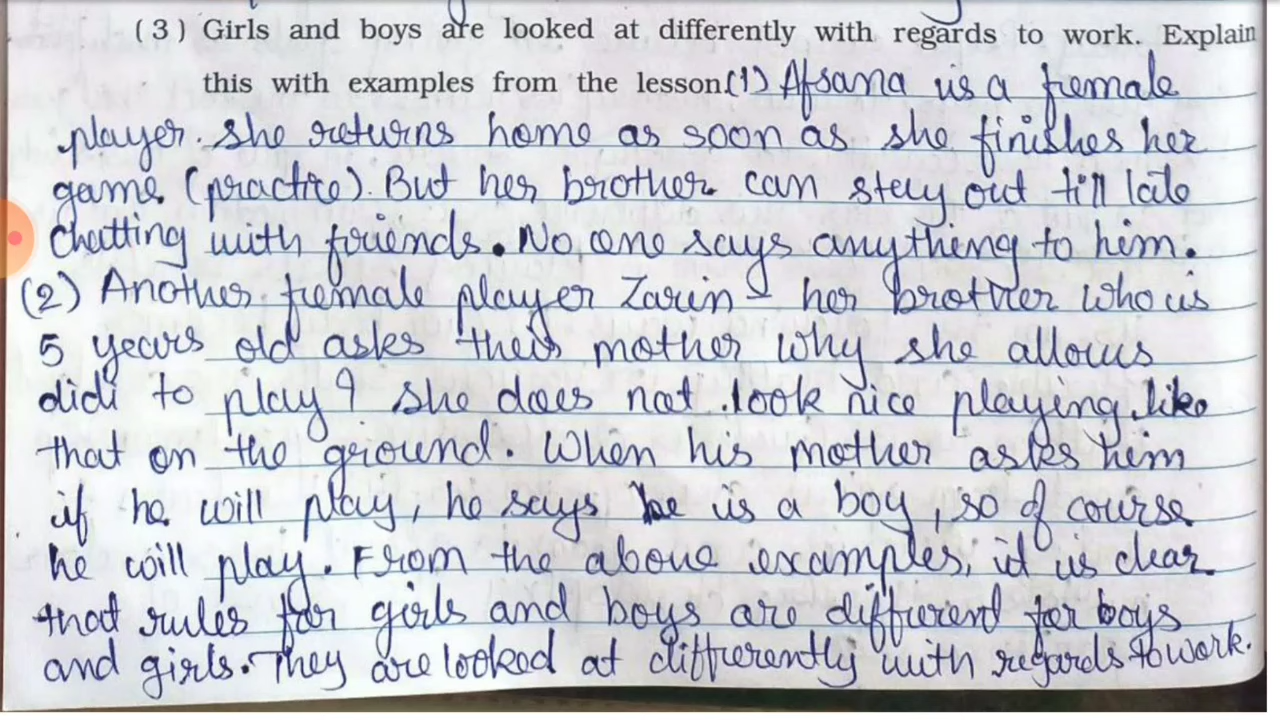 (3) Girls and boys are looked at differently with regards to work. Explain
this with examples from the lesson. (1) Afsana is a female
player. she returns home as soon as she finishes her
game. (practice). But her brother can stay out till late
Chatting with friends. No one says anything to him.
(2) Another female player Zarin - her brother who is
5 years old asks their mother why she allows
didi to play? She does not look nice playing like
that on the ground. When his mother asks him
if he will play, he says he is a boy, so of course
he will play. From the above examples, it is clear
that rules for girls and boys are different for boys
and girls. They are looked at differently with regards to work.